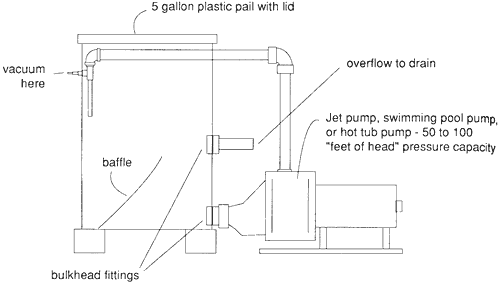 5 gallon plastic pail with lid
vacuum
here
overflow to drain
Jet pump, swimming pool pump,
or hot tub pump - 50 to 100
"feet of head" pressure capacity
baffle
bulkhead fittings